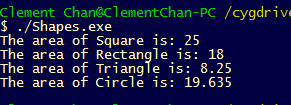 Clement Chan@ClementChan-PC /cygdrive
$ ./Shapes.exe
The area of Square is: 25
The area of Rectangle is: 18
The area of Triangle is: 8.25
The area of Circle is: 19.635